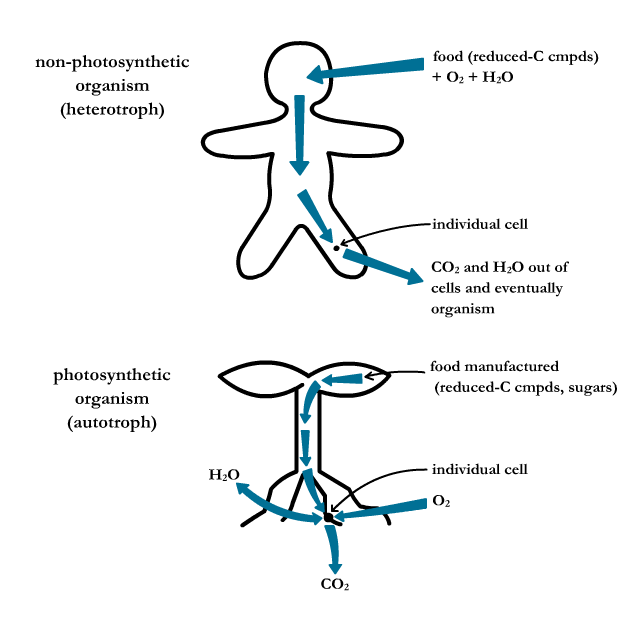 non-photosynthetic
organism
(heterotroph)
food (reduced-C cmpds)
+ O₂ + H₂O
individual cell
CO₂ and H₂O out of
cells and eventually
organism
photosynthetic
organism
(autotroph)
food manufactured
(reduced-C cmpds, sugars)
H₂O
individual cell
O₂
CO₂